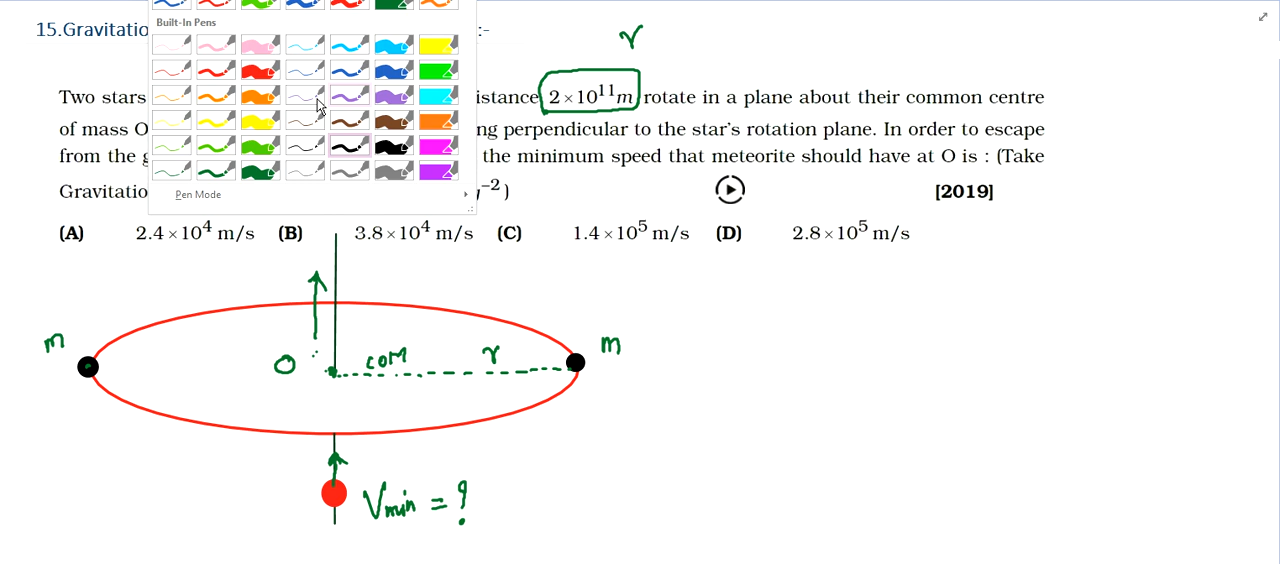 15.Gravitatio :-
Built-In Pens
r
Two stars istance 2×10¹¹m rotate in a plane about their common centre
of mass O ng perpendicular to the star's rotation plane. In order to escape
from the g the minimum speed that meteorite should have at O is : (Take
Gravitatio ⁻²) [2019]
Pen Mode
(A) 2.4×10⁴ m/s (B) 3.8×10⁴ m/s (C) 1.4×10⁵ m/s (D) 2.8×10⁵ m/s
m m
O COM r
Vmin = ?